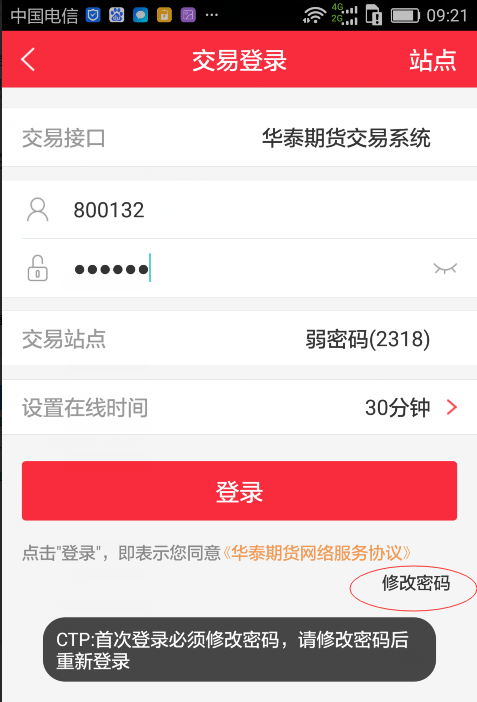 中国电信 4G 2G 09:21
交易登录 站点
交易接口 华泰期货交易系统
800132
●●●●●●
交易站点 弱密码(2318)
设置在线时间 30分钟
登录
点击"登录"，即表示您同意《华泰期货网络服务协议》
修改密码
CTP:首次登录必须修改密码，请修改密码后
重新登录